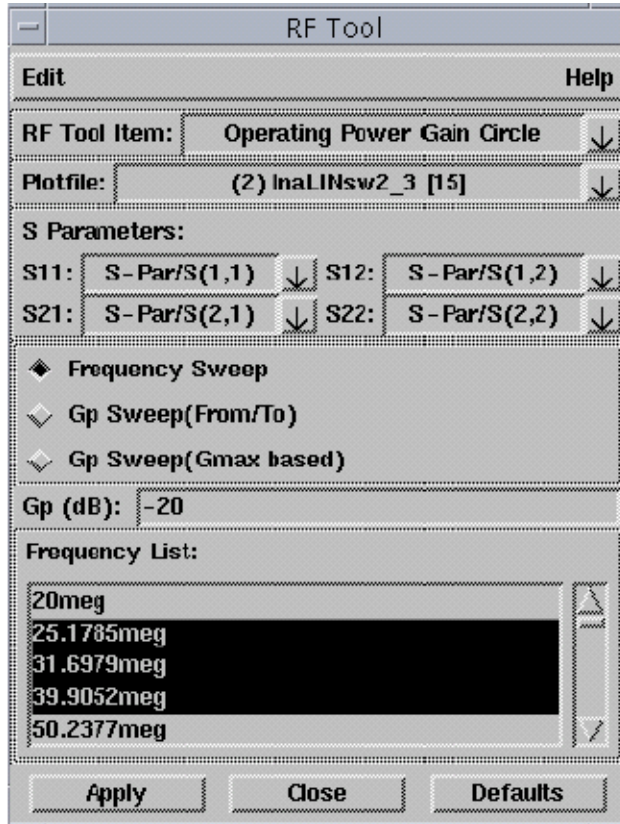 RF Tool
Edit Help
RF Tool Item: Operating Power Gain Circle
Plotfile: (2) lnaLINsw2_3 [15]
S Parameters:
S11: S-Par/S(1,1) S12: S-Par/S(1,2)
S21: S-Par/S(2,1) S22: S-Par/S(2,2)
Frequency Sweep
Gp Sweep(From/To)
Gp Sweep(Gmax based)
Gp (dB): -20
Frequency List:
20meg
25.1785meg
31.6979meg
39.9052meg
50.2377meg
Apply Close Defaults